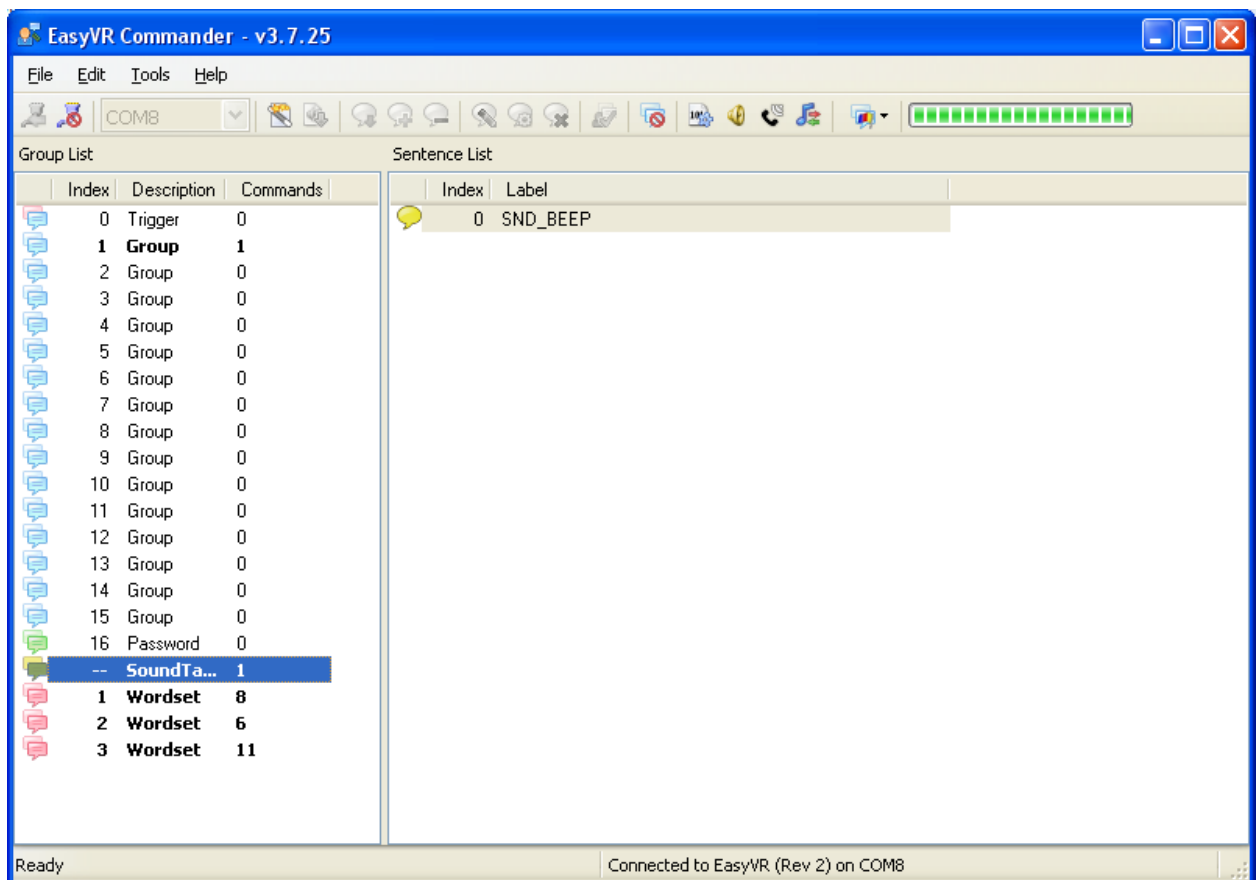 EasyVR Commander - v3.7.25
File Edit Tools Help
COM8
Group List Sentence List
Index Description Commands Index Label
0 Trigger 0 0 SND_BEEP
1 Group 1
2 Group 0
3 Group 0
4 Group 0
5 Group 0
6 Group 0
7 Group 0
8 Group 0
9 Group 0
10 Group 0
11 Group 0
12 Group 0
13 Group 0
14 Group 0
15 Group 0
16 Password 0
-- SoundTa... 1
1 Wordset 8
2 Wordset 6
3 Wordset 11
Ready Connected to EasyVR (Rev 2) on COM8